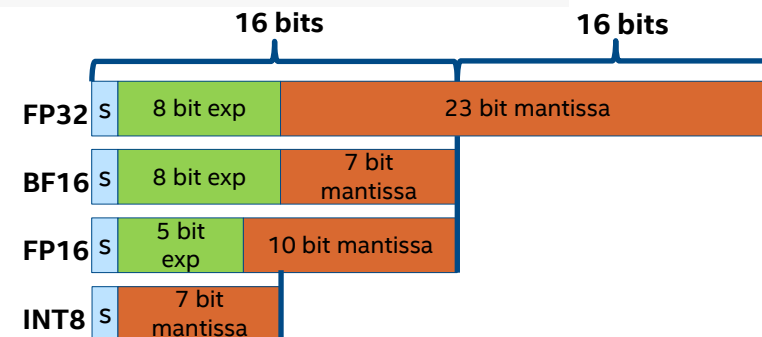 16 bits 16 bits
FP32 S 8 bit exp 23 bit mantissa
BF16 S 8 bit exp 7 bit
mantissa
FP16 S 5 bit
exp 10 bit mantissa
INT8 S 7 bit
mantissa